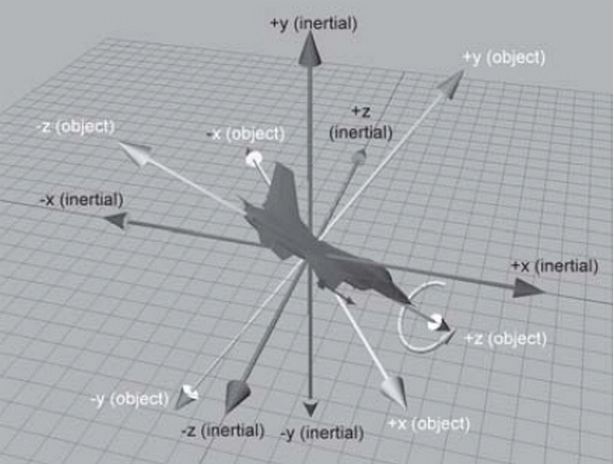 +y (inertial)
+y (object)
+z
(inertial)
-z (object)
-x (object)
-x (inertial)
+x (inertial)
+z (object)
-y (object)
-z (inertial)
-y (inertial)
+x (object)